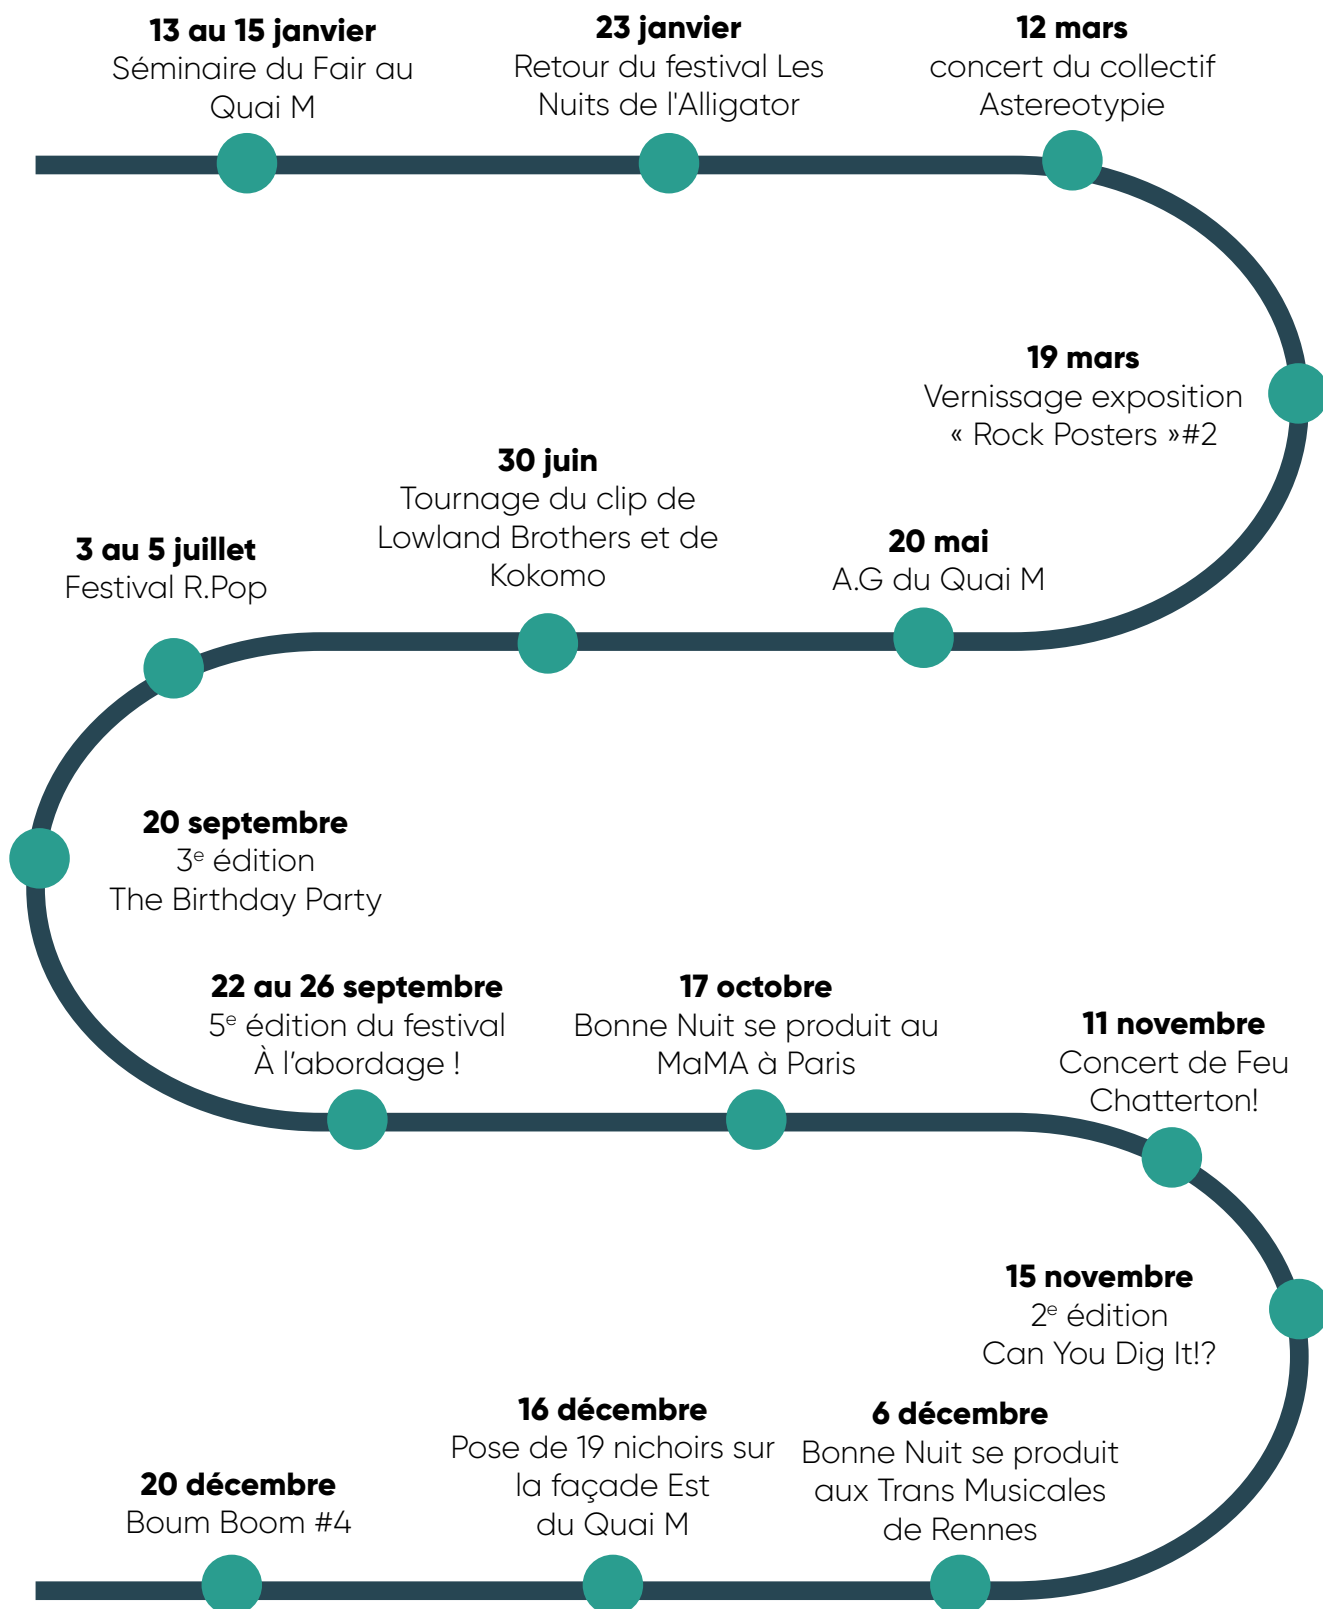 13 au 15 janvier
Séminaire du Fair au
Quai M
23 janvier
Retour du festival Les
Nuits de l'Alligator
12 mars
concert du collectif
Astereotypie
19 mars
Vernissage exposition
« Rock Posters »#2
20 mai
A.G du Quai M
30 juin
Tournage du clip de
Lowland Brothers et de
Kokomo
3 au 5 juillet
Festival R.Pop
20 septembre
3e édition
The Birthday Party
22 au 26 septembre
5e édition du festival
À l’abordage !
17 octobre
Bonne Nuit se produit au
MaMA à Paris
11 novembre
Concert de Feu
Chatterton!
15 novembre
2e édition
Can You Dig It!?
6 décembre
Bonne Nuit se produit
aux Trans Musicales
de Rennes
16 décembre
Pose de 19 nichoirs sur
la façade Est
du Quai M
20 décembre
Boum Boom #4